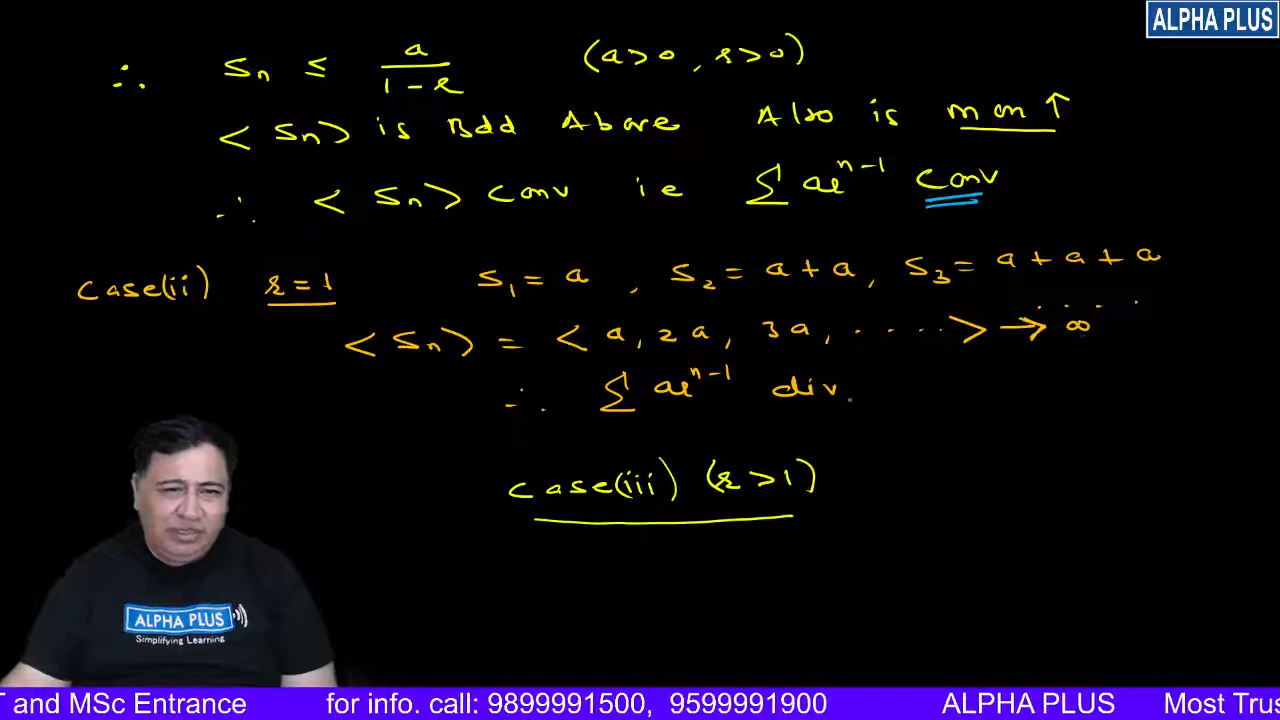 ALPHA PLUS
∴ Sn ≤ a/(1-r) (a>0, r>0)
<Sn> is Bdd Above Also is mon ↑
∴ <Sn> conv ie ∑ ar^(n-1) conv
case(ii) r=1 S₁ = a, S₂ = a+a, S₃ = a+a+a
....
<Sn> = <a, 2a, 3a, .....> → ∞
∴ ∑ ar^(n-1) div.
case(iii) (r>1)
ALPHA PLUS
Simplifying Learning
T and MSc Entrance for info. call: 9899991500, 9599991900 ALPHA PLUS Most Trus